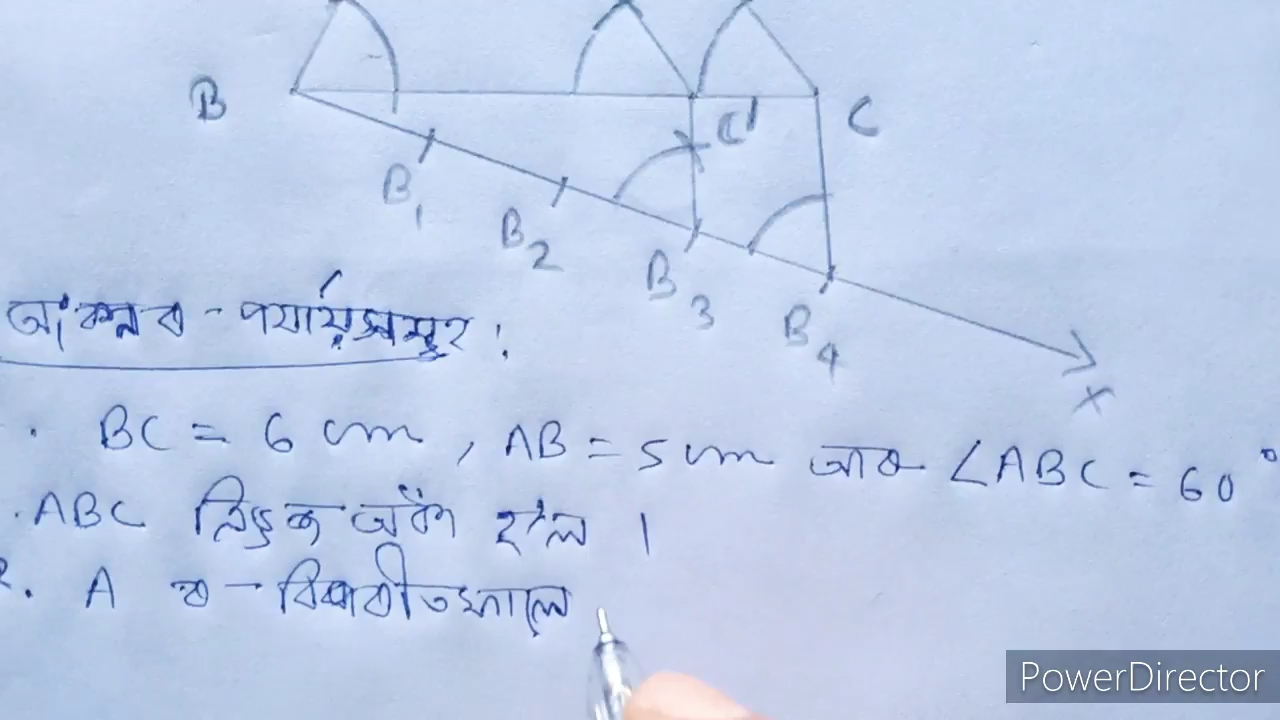 B
C'
C
B1
B2
B3
B4
X
অংকনৰ - পৰ্যায়সমূহ :
. BC = 6 cm , AB = 5 cm আৰু ∠ABC = 60°
. ABC ত্ৰিভুজ অঁকা হ'ল ।
2. A ৰ - বিপৰীতফালে
PowerDirector